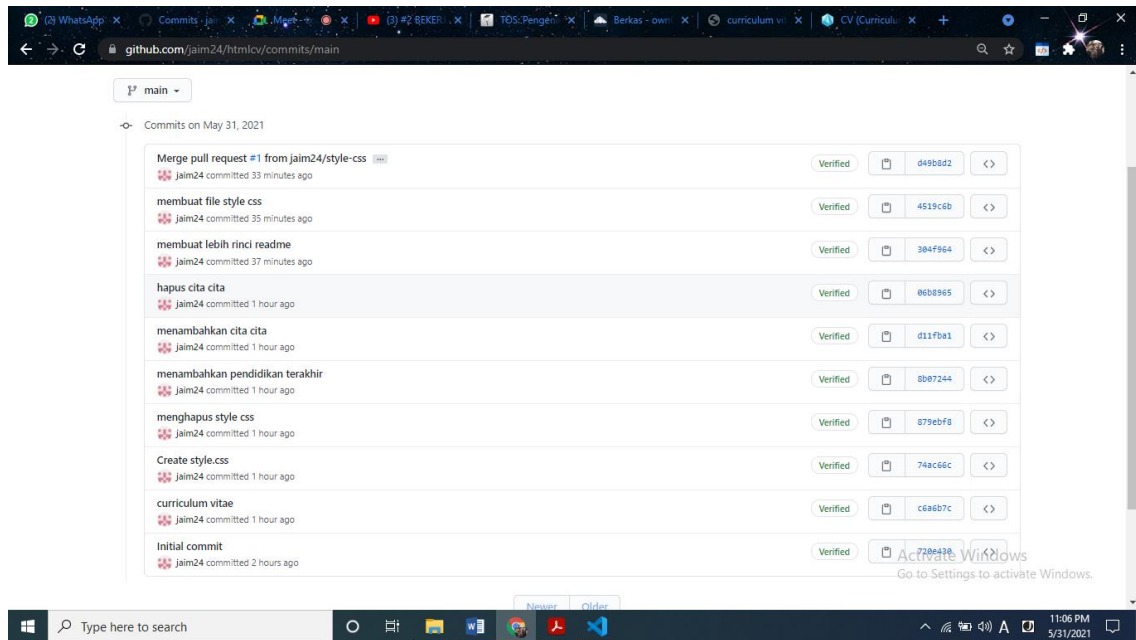 (2) WhatsApp
Commits · jai
Meet -
(3) #2 BEKER
TOS:Pengen
Berkas - own
curriculum vi
CV (Curricul
github.com/jaim24/htmlcv/commits/main
main
Commits on May 31, 2021
Merge pull request #1 from jaim24/style-css ...
Verified d49b8d2
jaim24 committed 33 minutes ago
membuat file style css
Verified 4519c6b
jaim24 committed 35 minutes ago
membuat lebih rinci readme
Verified 304f964
jaim24 committed 37 minutes ago
hapus cita cita
Verified 06b8965
jaim24 committed 1 hour ago
menambahkan cita cita
Verified d11fba1
jaim24 committed 1 hour ago
menambahkan pendidikan terakhir
Verified 8b07244
jaim24 committed 1 hour ago
menghapus style css
Verified 879ebf8
jaim24 committed 1 hour ago
Create style.css
Verified 74ac66c
jaim24 committed 1 hour ago
curriculum vitae
Verified c6a6b7c
jaim24 committed 1 hour ago
Initial commit
Verified 720e430
jaim24 committed 2 hours ago
Activate Windows
Go to Settings to activate Windows.
Newer Older
Type here to search
A
11:06 PM
5/31/2021